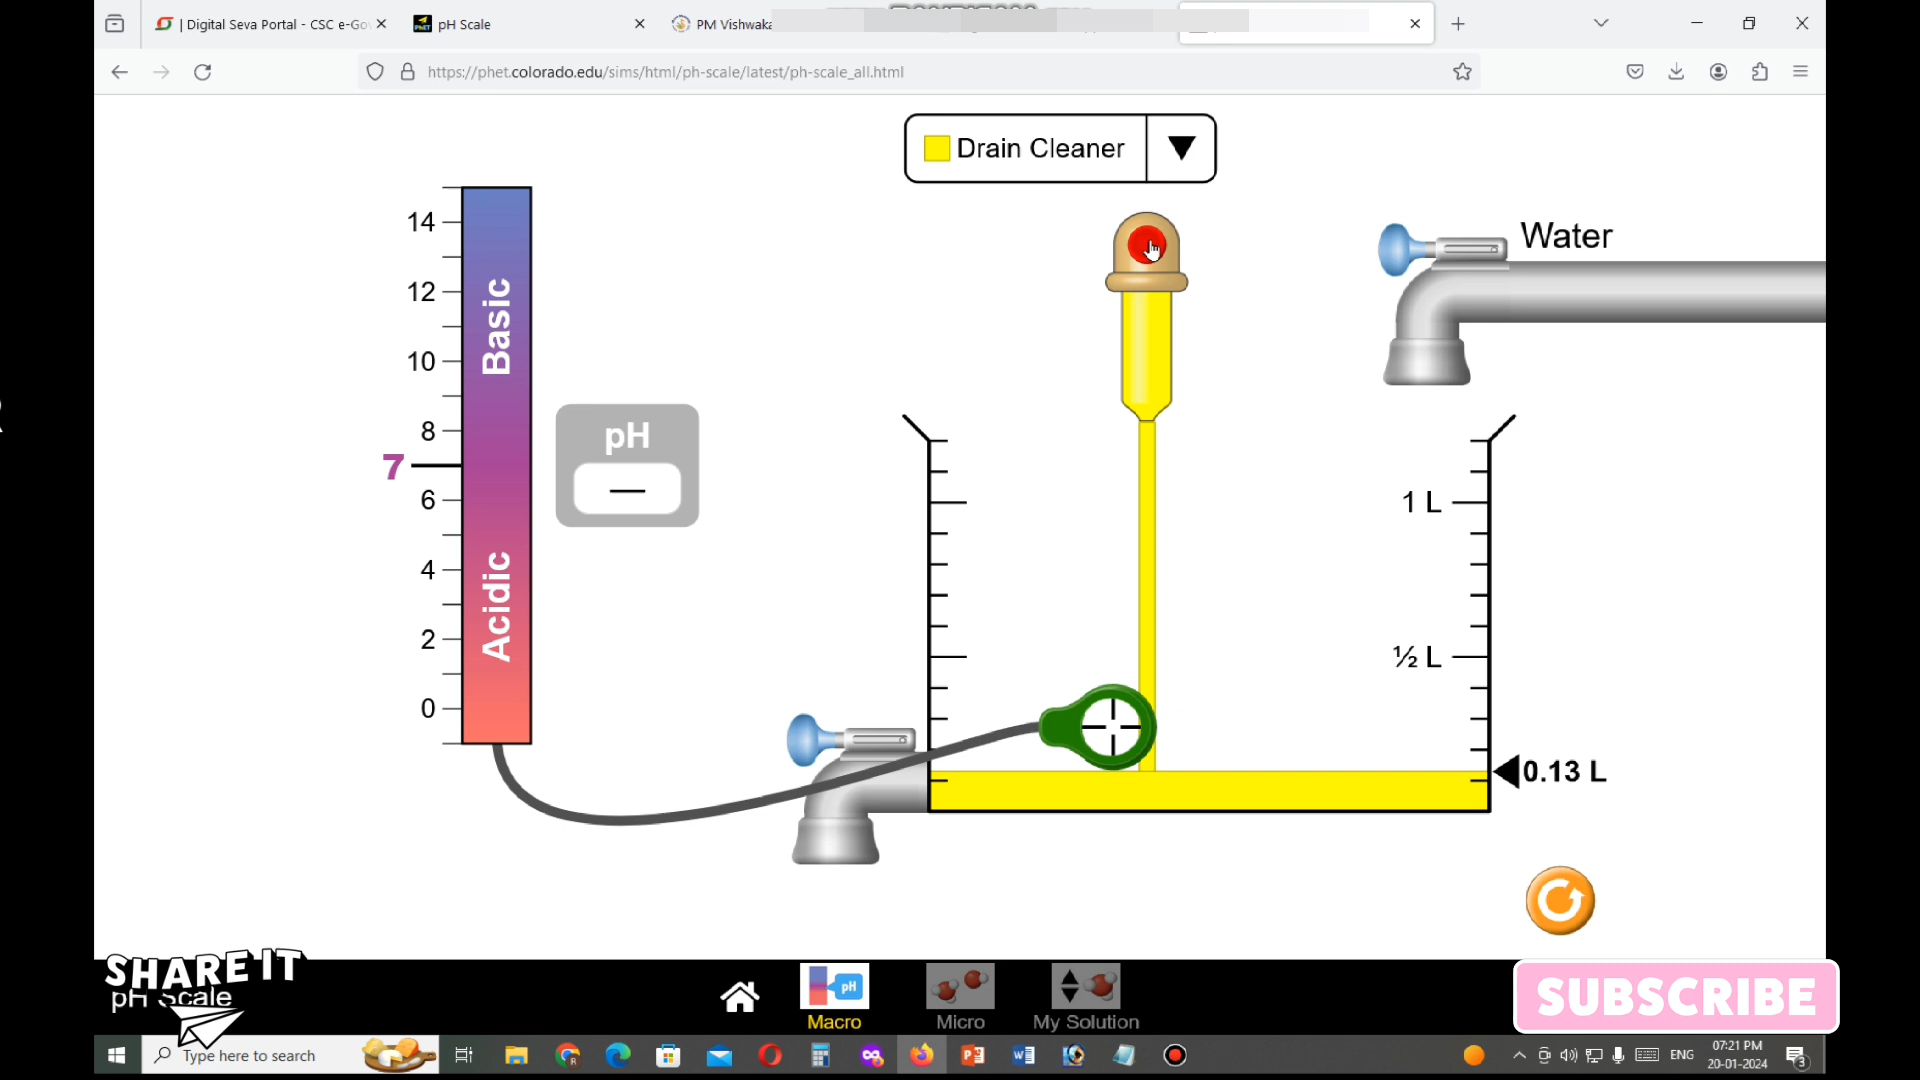 | Digital Seva Portal - CSC e-Go
pH Scale
PM Vishwaka
https://phet.colorado.edu/sims/html/ph-scale/latest/ph-scale_all.html
Drain Cleaner
Water
14
12
10
8
7
6
4
2
0
Basic
Acidic
pH
—
1 L
½ L
0.13 L
SHARE IT
pH Scale
Macro
Micro
My Solution
pH
SUBSCRIBE
Type here to search
ENG
07:21 PM
20-01-2024
3